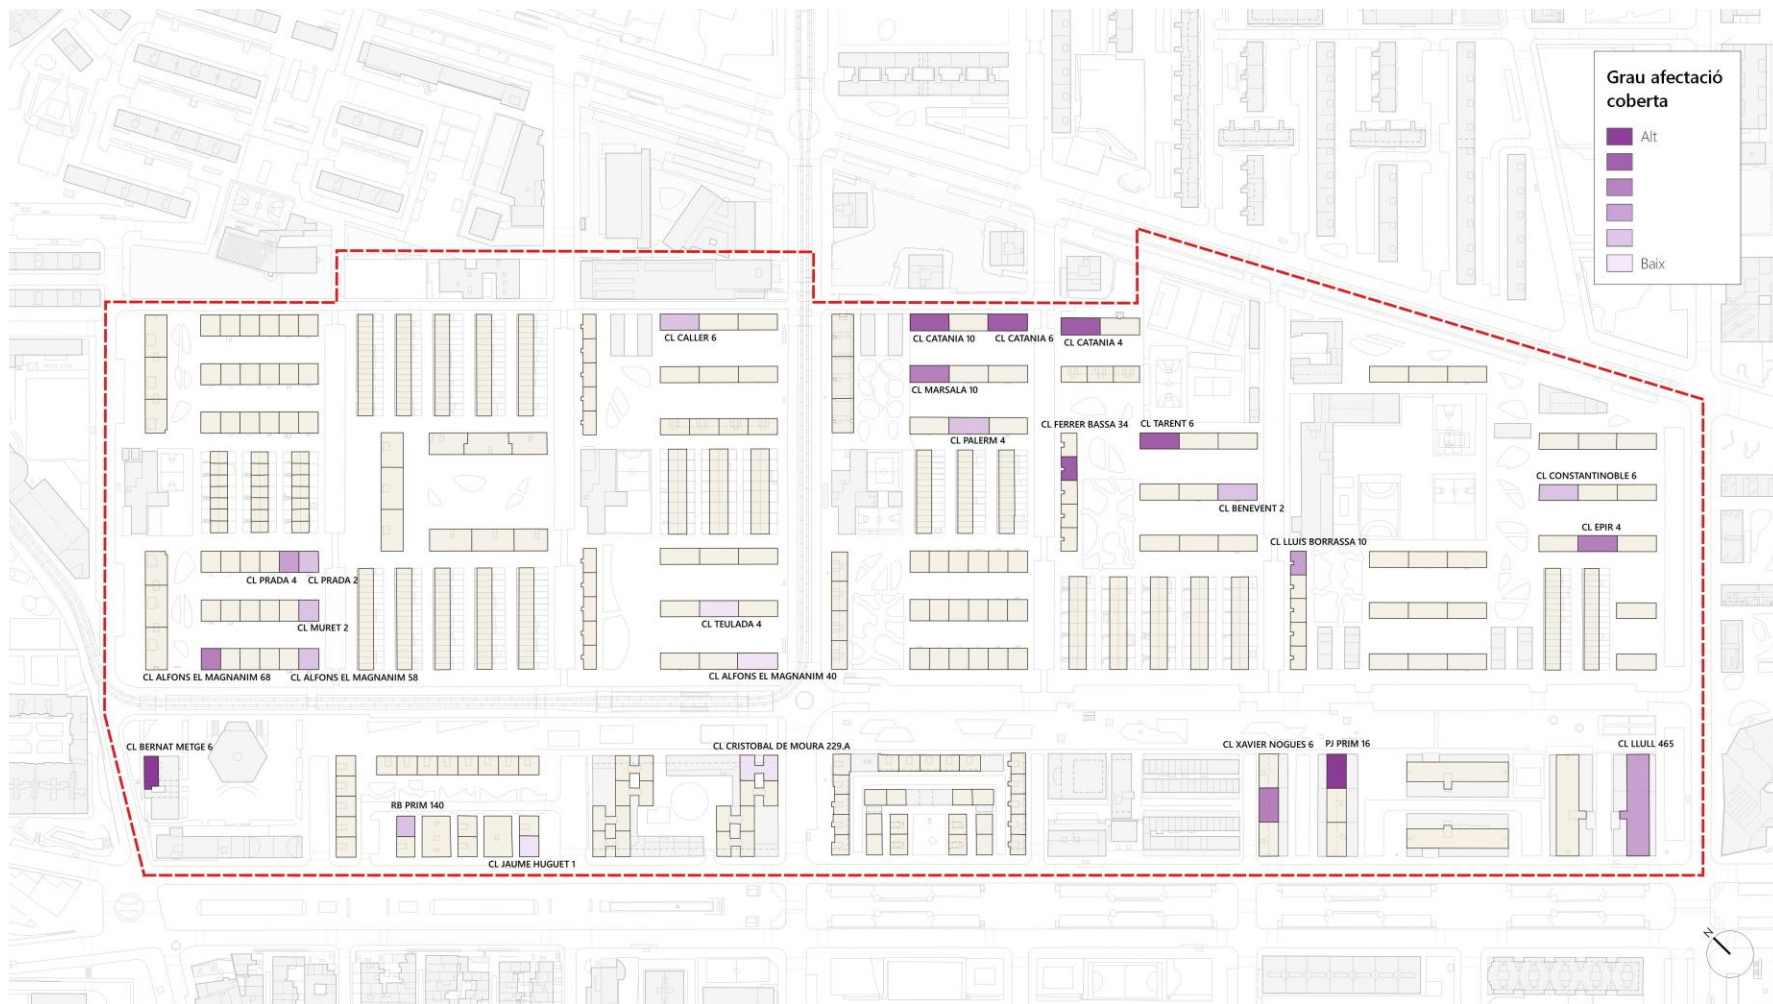 Grau afectació
coberta
Alt
Baix
CL CALLER 6
CL CATANIA 10
CL CATANIA 6
CL CATANIA 4
CL MARSALA 10
CL PALERM 4
CL FERRER BASSA 34
CL TARENT 6
CL CONSTANTINOBLE 6
CL BENEVENT 2
CL EPIR 4
CL LLUIS BORRASSA 10
CL PRADA 4
CL PRADA 2
CL MURET 2
CL TEULADA 4
CL ALFONS EL MAGNANIM 68
CL ALFONS EL MAGNANIM 58
CL ALFONS EL MAGNANIM 40
CL BERNAT METGE 6
CL CRISTOBAL DE MOURA 229.A
CL XAVIER NOGUES 6
PJ PRIM 16
CL LLULL 465
RB PRIM 140
CL JAUME HUGUET 1
N